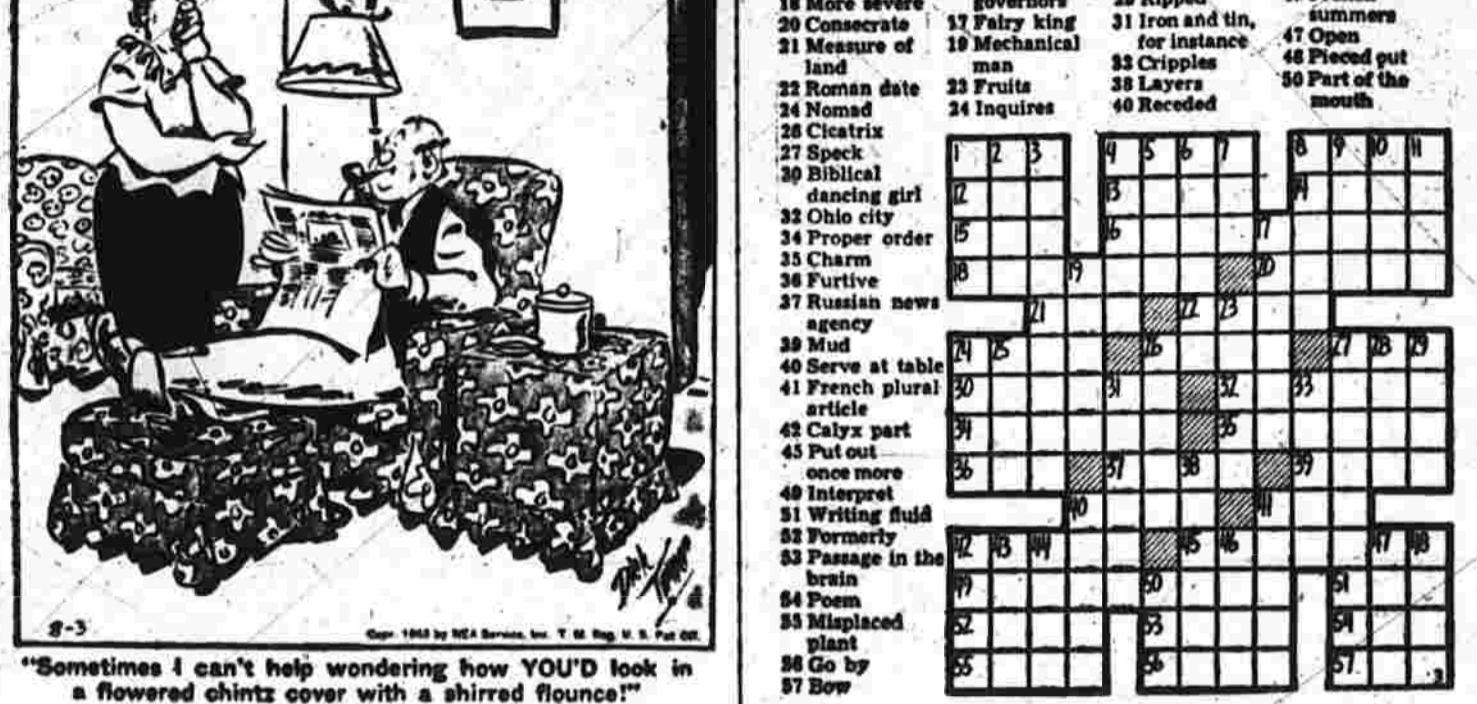 DICK TURNER
8-3
Copr. 1953 by NEA Service, Inc. T. M. Reg. U. S. Pat. Off.
"Sometimes I can't help wondering how YOU'D look in
a flowered chintz cover with a shirred flounce!"
18 More severe
20 Consecrate
21 Measure of
land
22 Roman date
24 Nomad
26 Cicatrix
27 Speck
30 Biblical
dancing girl
32 Ohio city
34 Proper order
35 Charm
36 Furtive
37 Russian news
agency
39 Mud
40 Serve at table
41 French plural
article
42 Calyx part
45 Put out
once more
49 Interpret
51 Writing fluid
52 Formerly
53 Passage in the
brain
54 Poem
55 Misplaced
plant
56 Go by
57 Bow
governors
17 Fairy king
19 Mechanical
man
23 Fruits
24 Inquires
Ripped
31 Iron and tin,
for instance
33 Cripples
38 Layers
40 Receded
summers
47 Open
48 Pieced out
50 Part of the
mouth
1 2 3 4 5 6 7 8 9 10 11
12 13 14
15 16 17
18 19 20
21 22 23
24 25 26 27 28 29
30 31 32 33
34 35
36 37 38 39
40 41
42 43 44 45 46 47 48
49 50 51
52 53 54
55 56 57
3